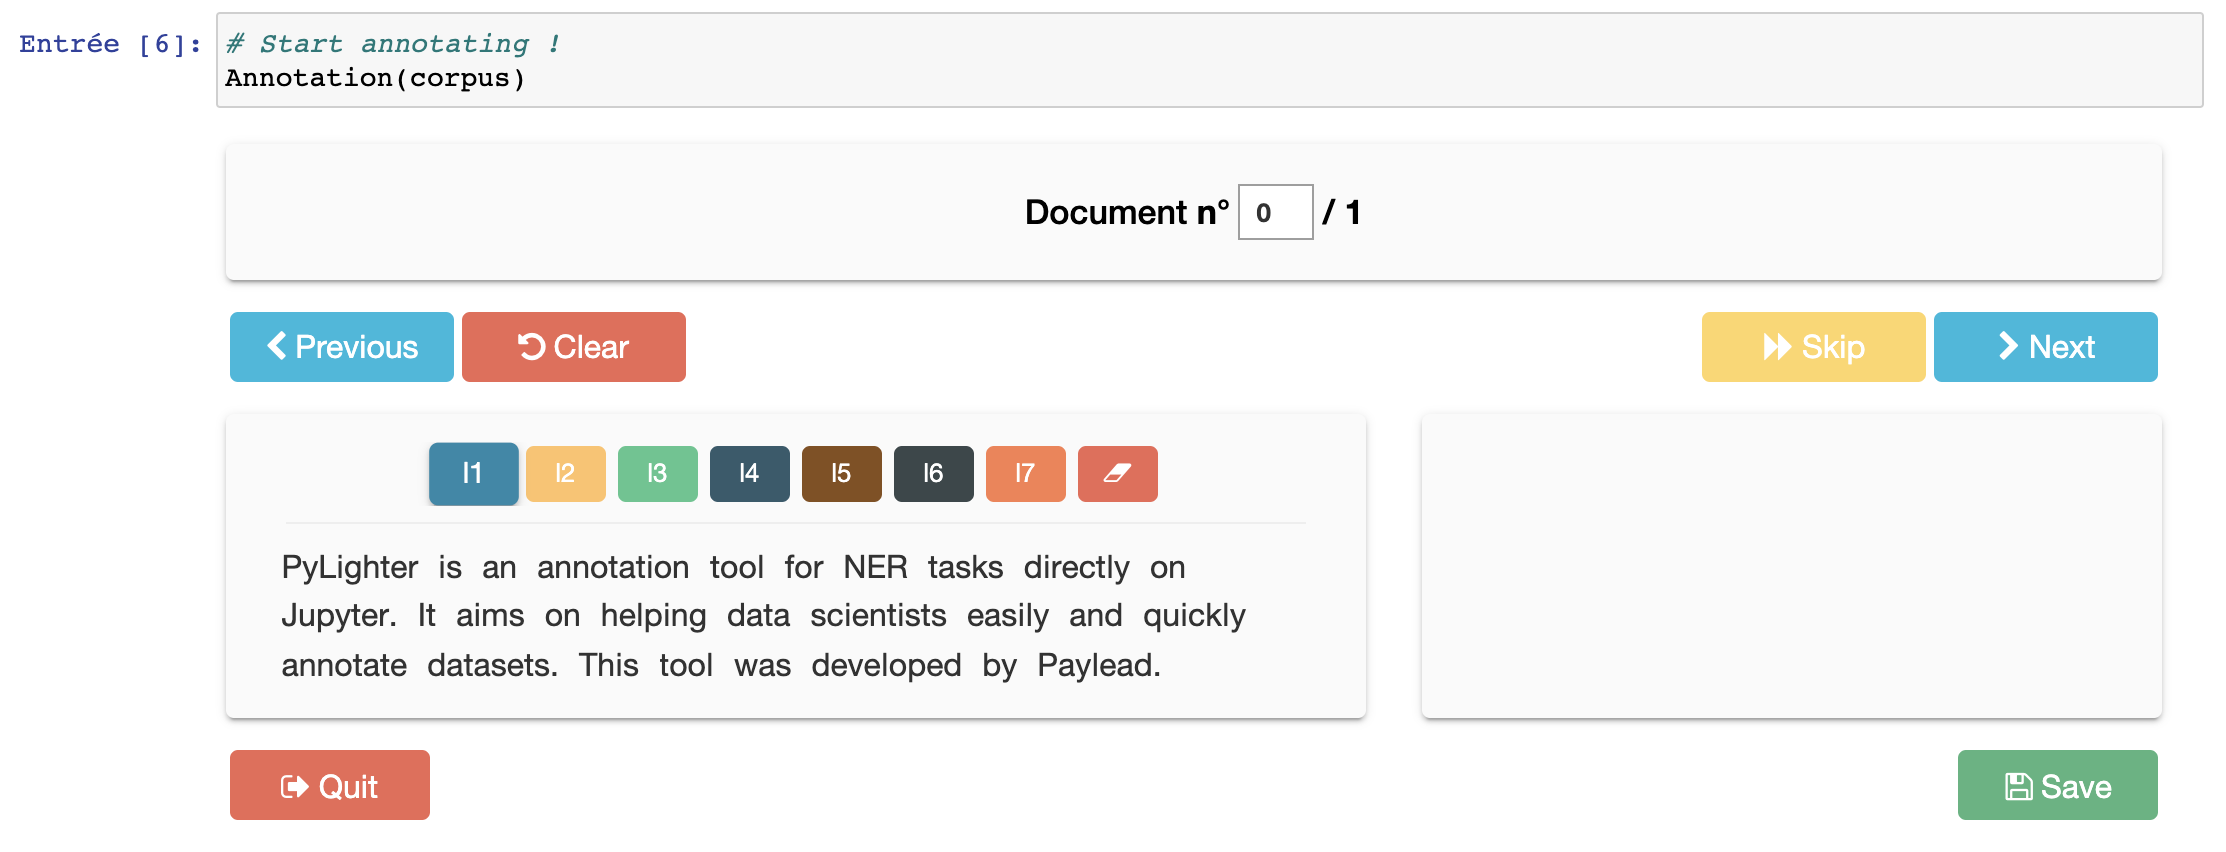 Entrée [6]:
# Start annotating !
Annotation(corpus)
Document n° 0 / 1
Previous Clear Skip Next
l1 l2 l3 l4 l5 l6 l7
PyLighter is an annotation tool for NER tasks directly on
Jupyter. It aims on helping data scientists easily and quickly
annotate datasets. This tool was developed by Paylead.
Quit Save